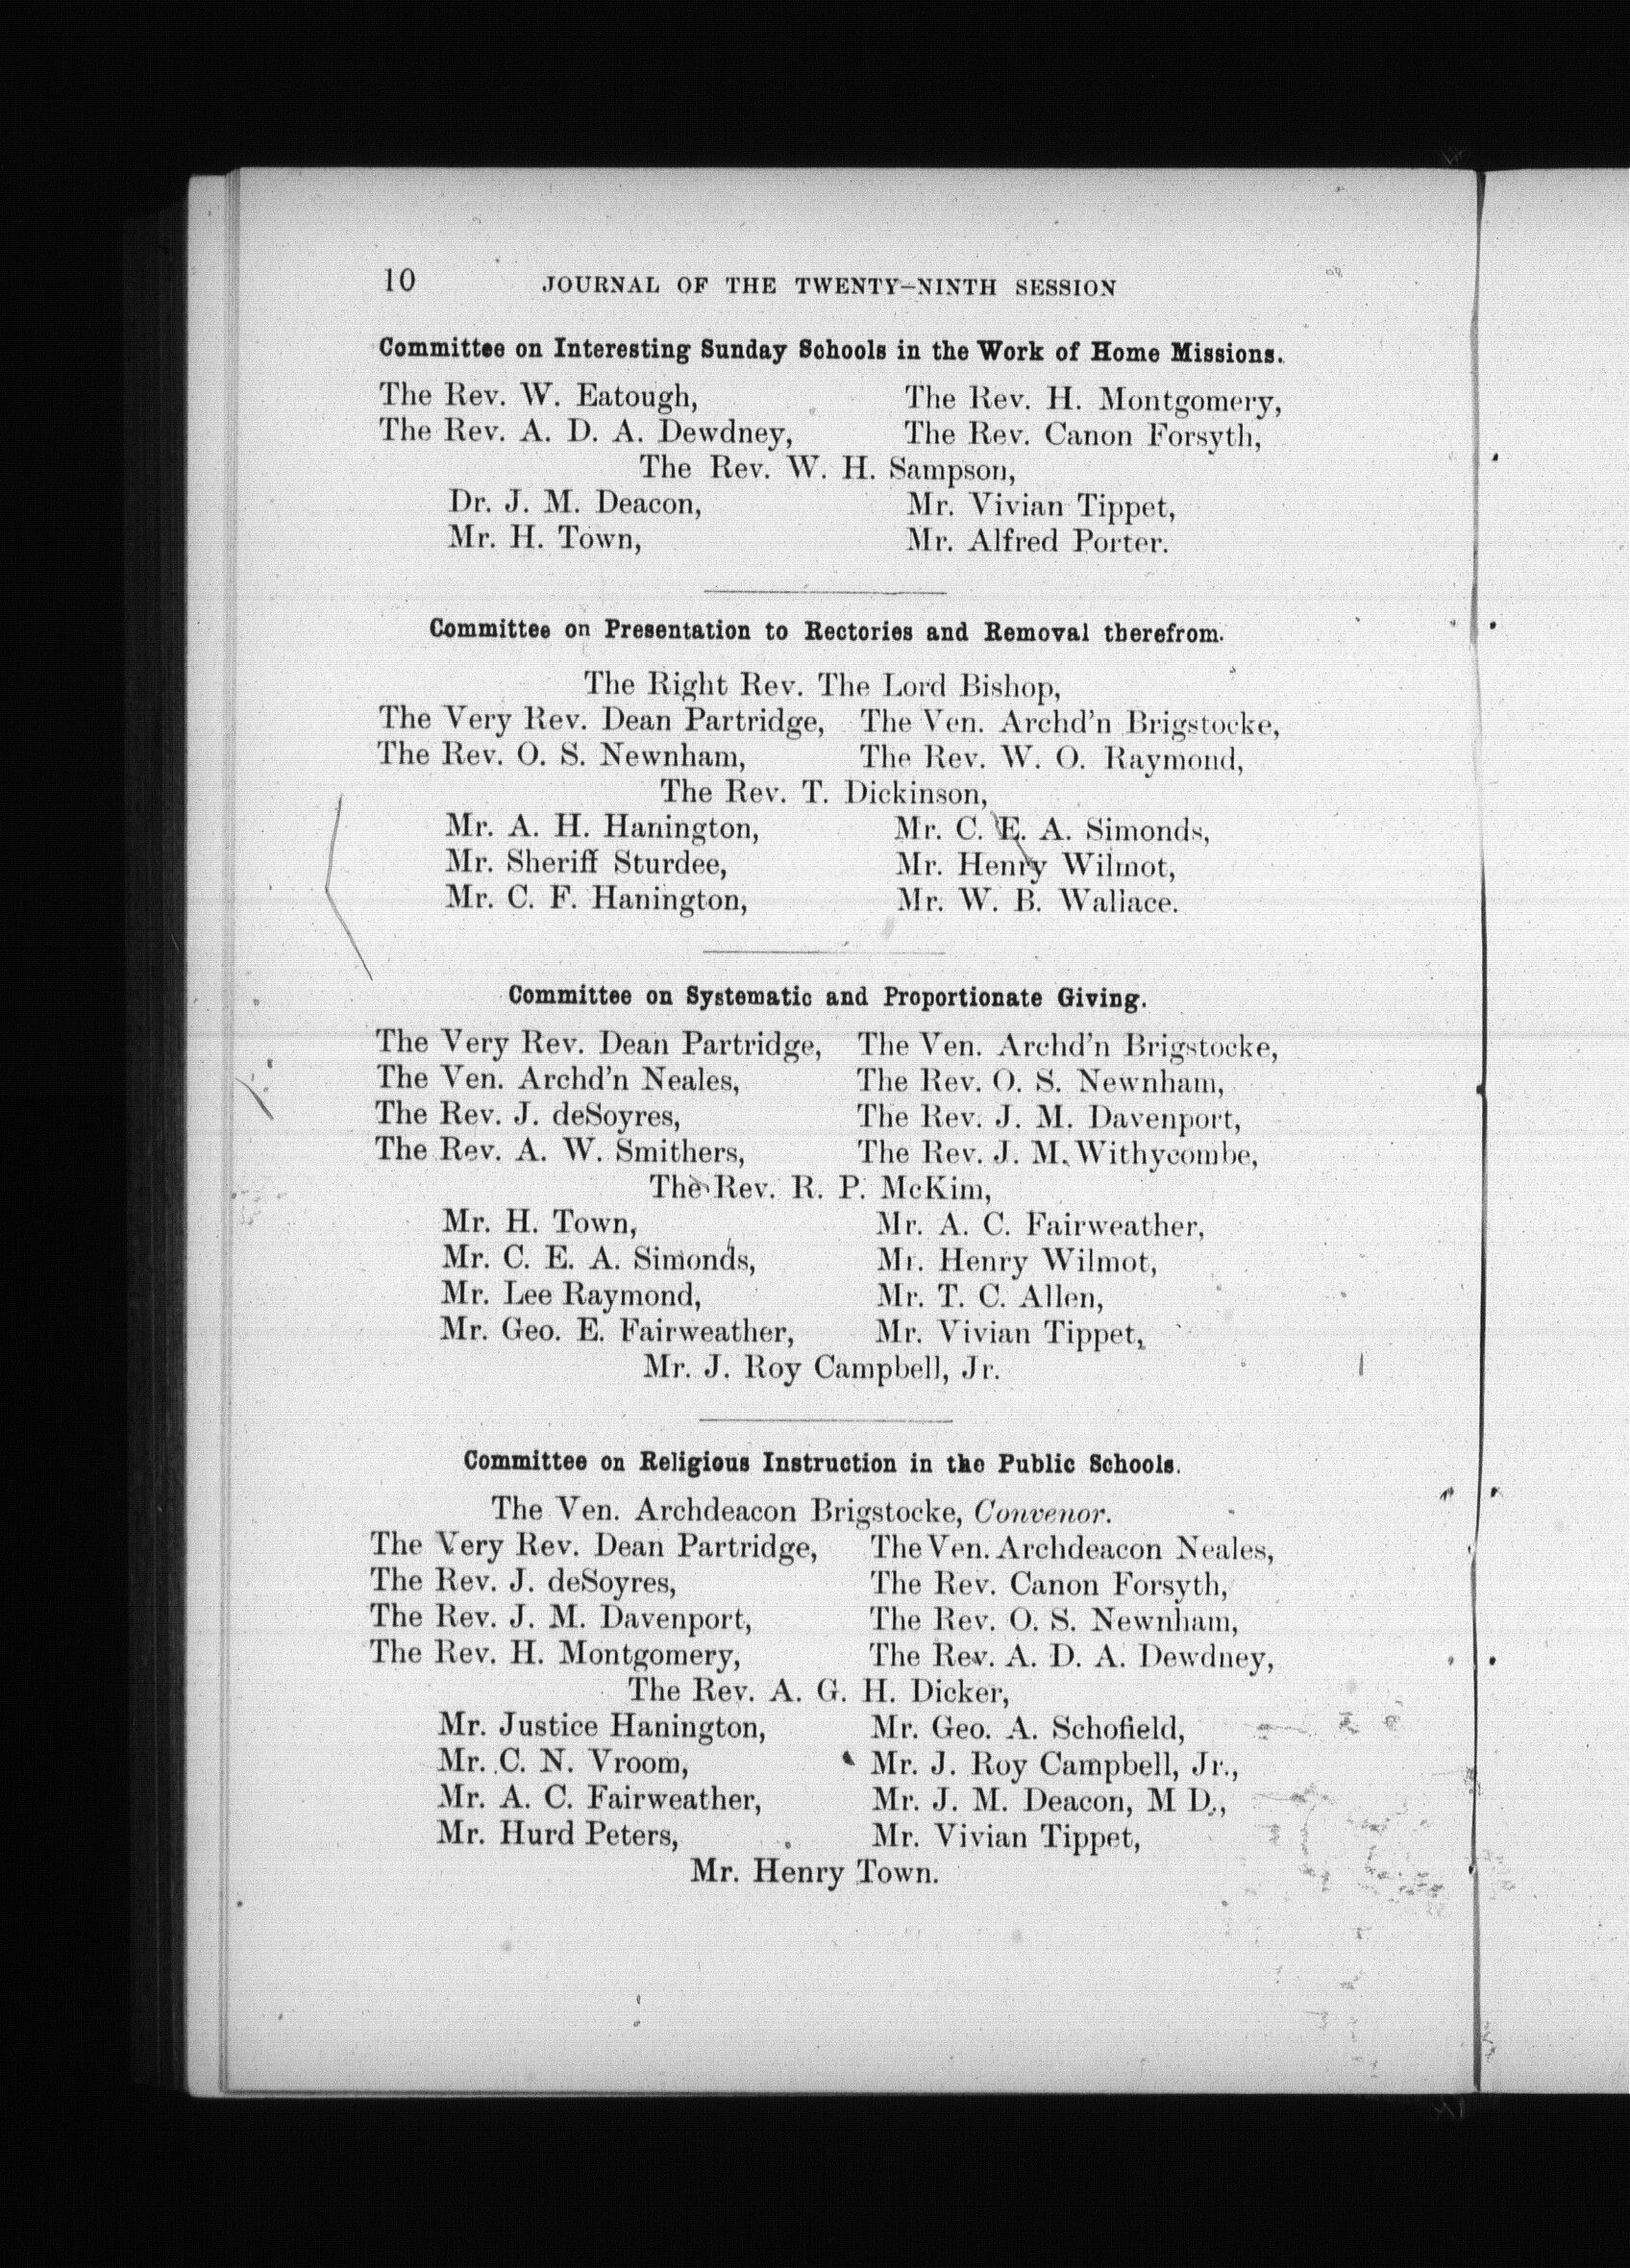 10 JOURNAL OF THE TWENTY-NINTH SESSION
Committee on Interesting Sunday Schools in the Work of Home Missions.
The Rev. W. Eatough, The Rev. H. Montgomery,
The Rev. A. D. A. Dewdney, The Rev. Canon Forsyth,
The Rev. W. H. Sampson,
Dr. J. M. Deacon, Mr. Vivian Tippet,
Mr. H. Town, Mr. Alfred Porter.
Committee on Presentation to Rectories and Removal therefrom.
The Right Rev. The Lord Bishop,
The Very Rev. Dean Partridge, The Ven. Archd'n Brigstocke,
The Rev. O. S. Newnham, The Rev. W. O. Raymond,
The Rev. T. Dickinson,
Mr. A. H. Hanington, Mr. C. E. A. Simonds,
Mr. Sheriff Sturdee, Mr. Henry Wilmot,
Mr. C. F. Hanington, Mr. W. B. Wallace.
Committee on Systematic and Proportionate Giving.
The Very Rev. Dean Partridge, The Ven. Archd'n Brigstocke,
The Ven. Archd'n Neales, The Rev. O. S. Newnham,
The Rev. J. deSoyres, The Rev. J. M. Davenport,
The Rev. A. W. Smithers, The Rev. J. M. Withycombe,
The Rev. R. P. McKim,
Mr. H. Town, Mr. A. C. Fairweather,
Mr. C. E. A. Simonds, Mr. Henry Wilmot,
Mr. Lee Raymond, Mr. T. C. Allen,
Mr. Geo. E. Fairweather, Mr. Vivian Tippet,
Mr. J. Roy Campbell, Jr.
Committee on Religious Instruction in the Public Schools.
The Ven. Archdeacon Brigstocke, Convenor.
The Very Rev. Dean Partridge, The Ven. Archdeacon Neales,
The Rev. J. deSoyres, The Rev. Canon Forsyth,
The Rev. J. M. Davenport, The Rev. O. S. Newnham,
The Rev. H. Montgomery, The Rev. A. D. A. Dewdney,
The Rev. A. G. H. Dicker,
Mr. Justice Hanington, Mr. Geo. A. Schofield,
Mr. C. N. Vroom, Mr. J. Roy Campbell, Jr.,
Mr. A. C. Fairweather, Mr. J. M. Deacon, M D.,
Mr. Hurd Peters, Mr. Vivian Tippet,
Mr. Henry Town.